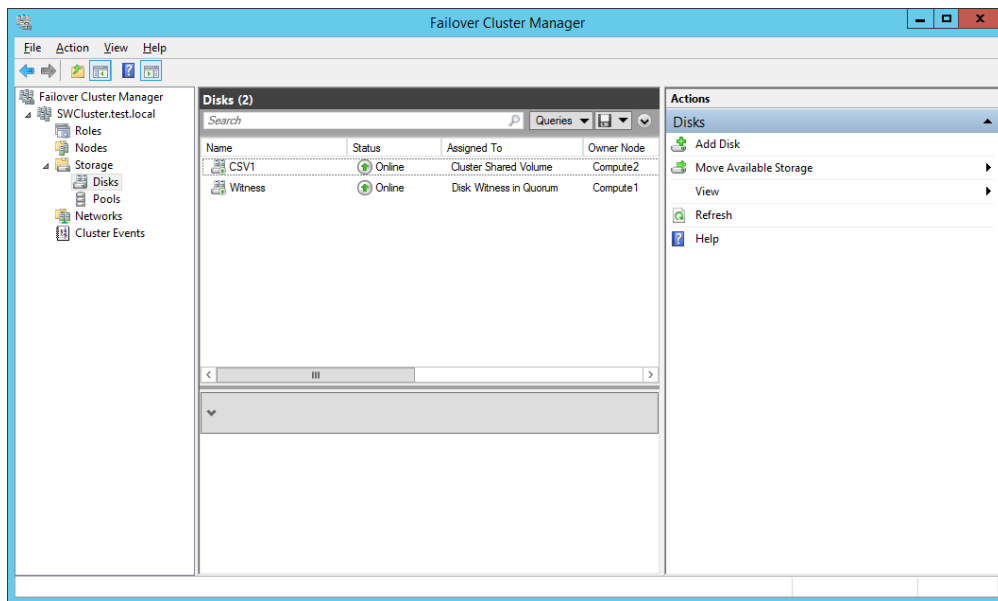 Failover Cluster Manager
File Action View Help
Failover Cluster Manager
SWCluster.test.local
Roles
Nodes
Storage
Disks
Pools
Networks
Cluster Events
Disks (2)
Search Queries
Name Status Assigned To Owner Node
CSV1 Online Cluster Shared Volume Compute2
Witness Online Disk Witness in Quorum Compute1
Actions
Disks
Add Disk
Move Available Storage
View
Refresh
Help